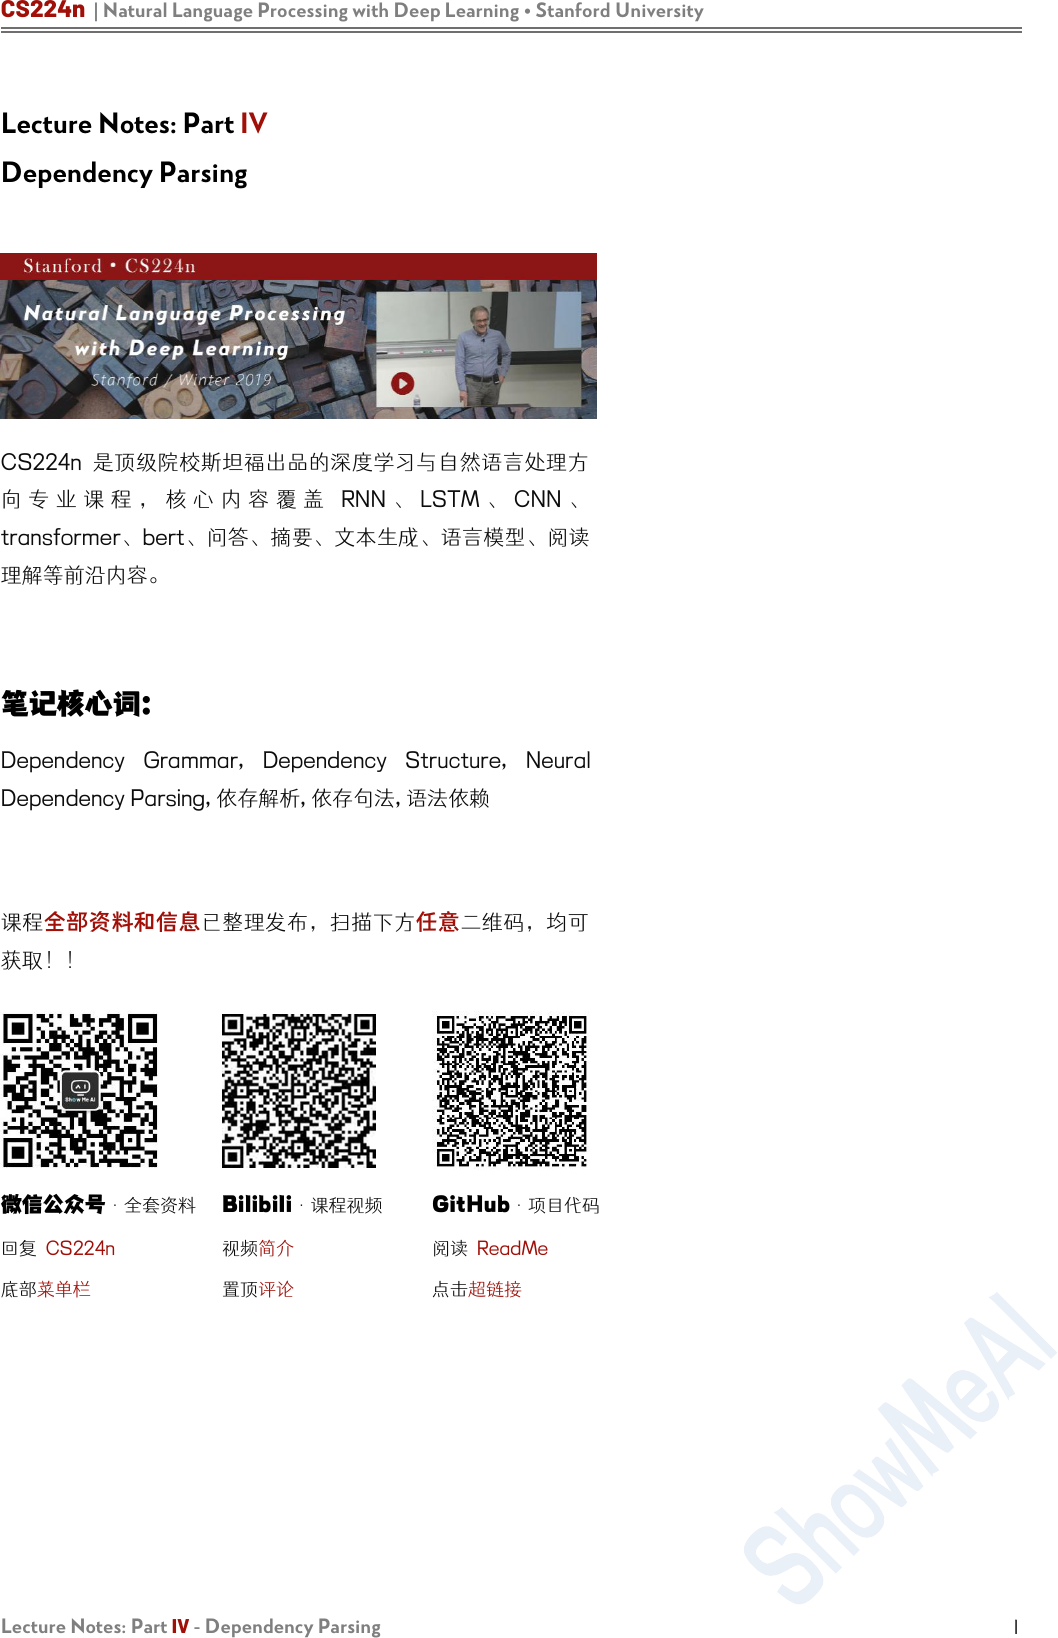 CS224n | Natural Language Processing with Deep Learning • Stanford University
Lecture Notes: Part IV
Dependency Parsing
Stanford • CS224n
Natural Language Processing
with Deep Learning
Stanford / Winter 2019
CS224n 是顶级院校斯坦福出品的深度学习与自然语言处理方
向专业课程，核心内容覆盖 RNN、LSTM、CNN、
transformer、bert、问答、摘要、文本生成、语言模型、阅读
理解等前沿内容。
笔记核心词:
Dependency Grammar, Dependency Structure, Neural
Dependency Parsing, 依存解析, 依存句法, 语法依赖
课程全部资料和信息已整理发布，扫描下方任意二维码，均可
获取！！
Show Me AI
微信公众号 · 全套资料
回复 CS224n
底部菜单栏
Bilibili · 课程视频
视频简介
置顶评论
GitHub · 项目代码
阅读 ReadMe
点击超链接
ShowMeAI
Lecture Notes: Part IV - Dependency Parsing
1